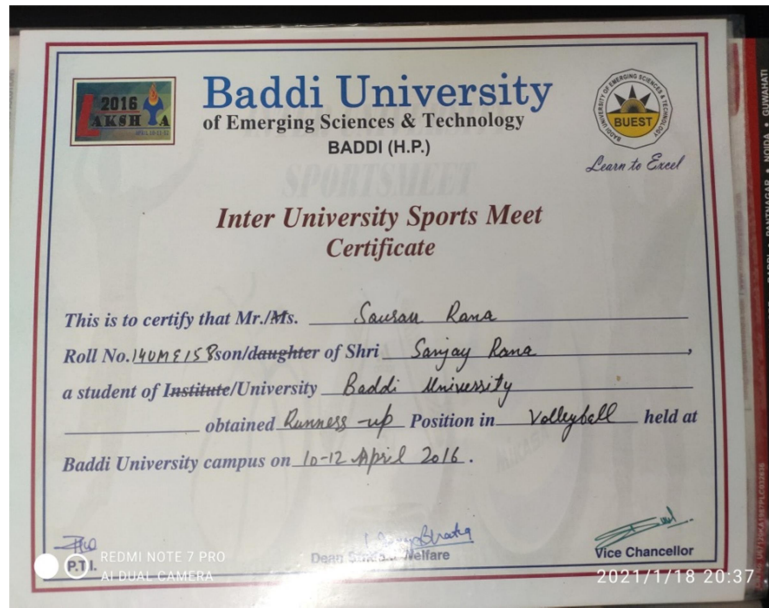 2016
LAKSHYA
Baddi University
of Emerging Sciences & Technology
BADDI (H.P.)
BUEST
Learn to Excel
SPORTSMEET
Inter University Sports Meet
Certificate
This is to certify that Mr./Ms. Sausau Rana
Roll No. 14UME158 son/daughter of Shri Sanjay Rana,
a student of Institute/University Baddi University
obtained Runness-up Position in Volleyball held at
Baddi University campus on 10-12 April 2016.
P.T.I.
Dean Welfare
Vice Chancellor
REDMI NOTE 7 PRO
AI DUAL CAMERA
2021/1/18 20:37
NOIDA • GUWAHATI